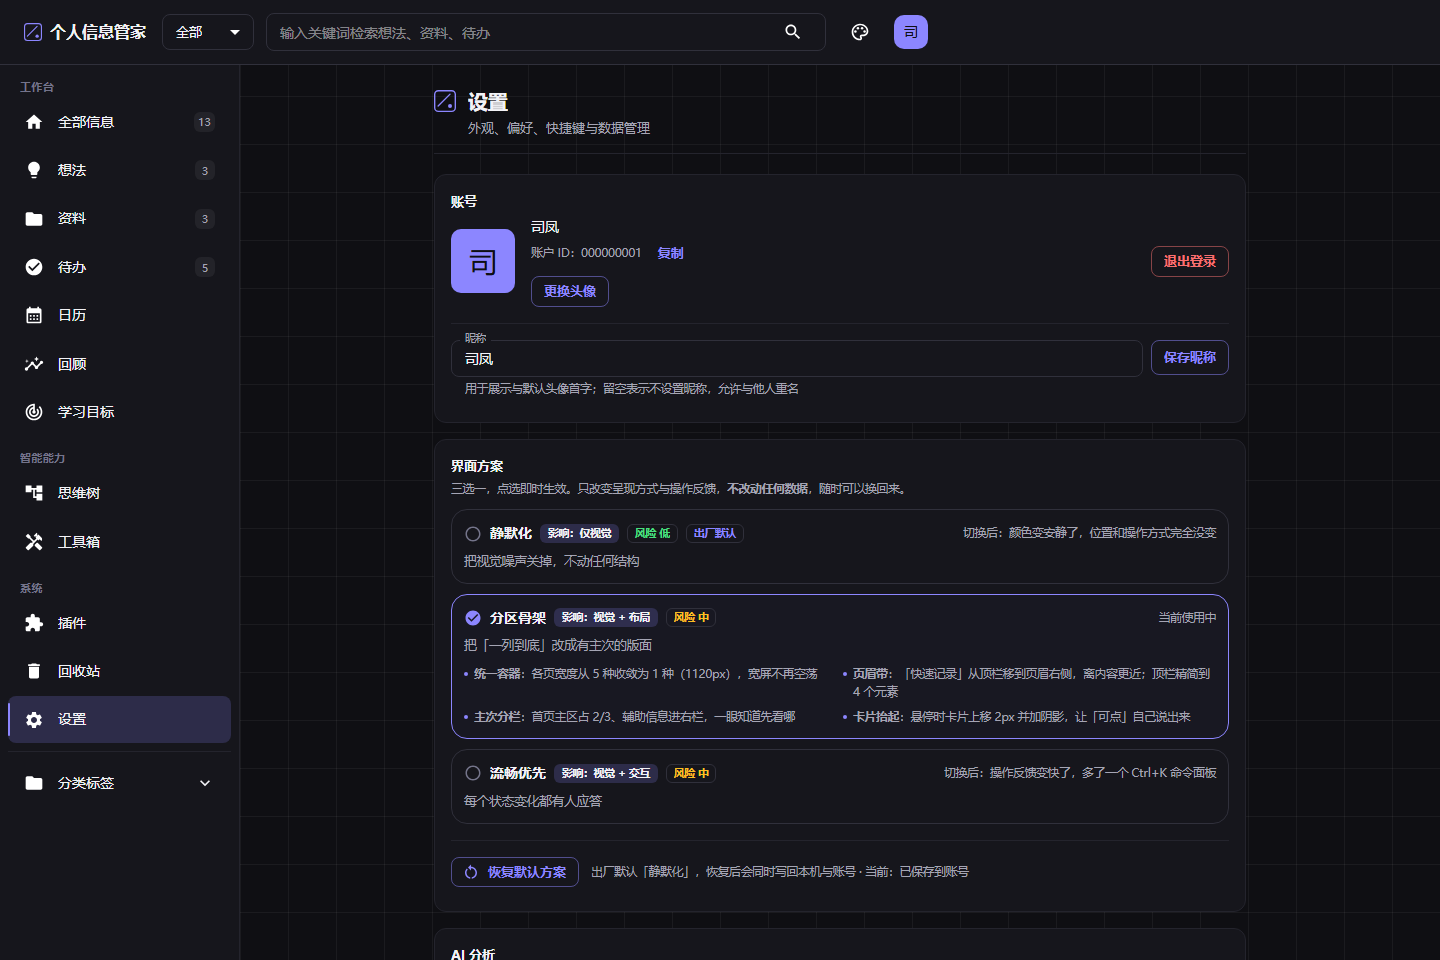 个人信息管家
全部
输入关键词检索想法、资料、待办
司
工作台
全部信息 13
想法 3
资料 3
待办 5
日历
回顾
学习目标
智能能力
思维树
工具箱
系统
插件
回收站
设置
分类标签
设置
外观、偏好、快捷键与数据管理
账号
司
司凤
账户 ID：000000001 复制
更换头像
退出登录
昵称
司凤
保存昵称
用于展示与默认头像首字；留空表示不设置昵称，允许与他人重名
界面方案
三选一，点选即时生效。只改变呈现方式与操作反馈，不改动任何数据，随时可以换回来。
静默化 影响：仅视觉 风险 低 出厂默认 切换后：颜色变安静了，位置和操作方式完全没变
把视觉噪声关掉，不动任何结构
分区骨架 影响：视觉 + 布局 风险 中 当前使用中
把「一列到底」改成有主次的版面
• 统一容器：各页宽度从 5 种收敛为 1 种（1120px），宽屏不再空荡
• 页眉带：「快速记录」从顶栏移到页眉右侧，离内容更近；顶栏精简到
4 个元素
• 主次分栏：首页主区占 2/3、辅助信息进右栏，一眼知道先看哪
• 卡片抬起：悬停时卡片上移 2px 并加阴影，让「可点」自己说出来
流畅优先 影响：视觉 + 交互 风险 中 切换后：操作反馈变快了，多了一个 Ctrl+K 命令面板
每个状态变化都有人应答
恢复默认方案 出厂默认「静默化」，恢复后会同时写回本机与账号 · 当前：已保存到账号
AI 分析